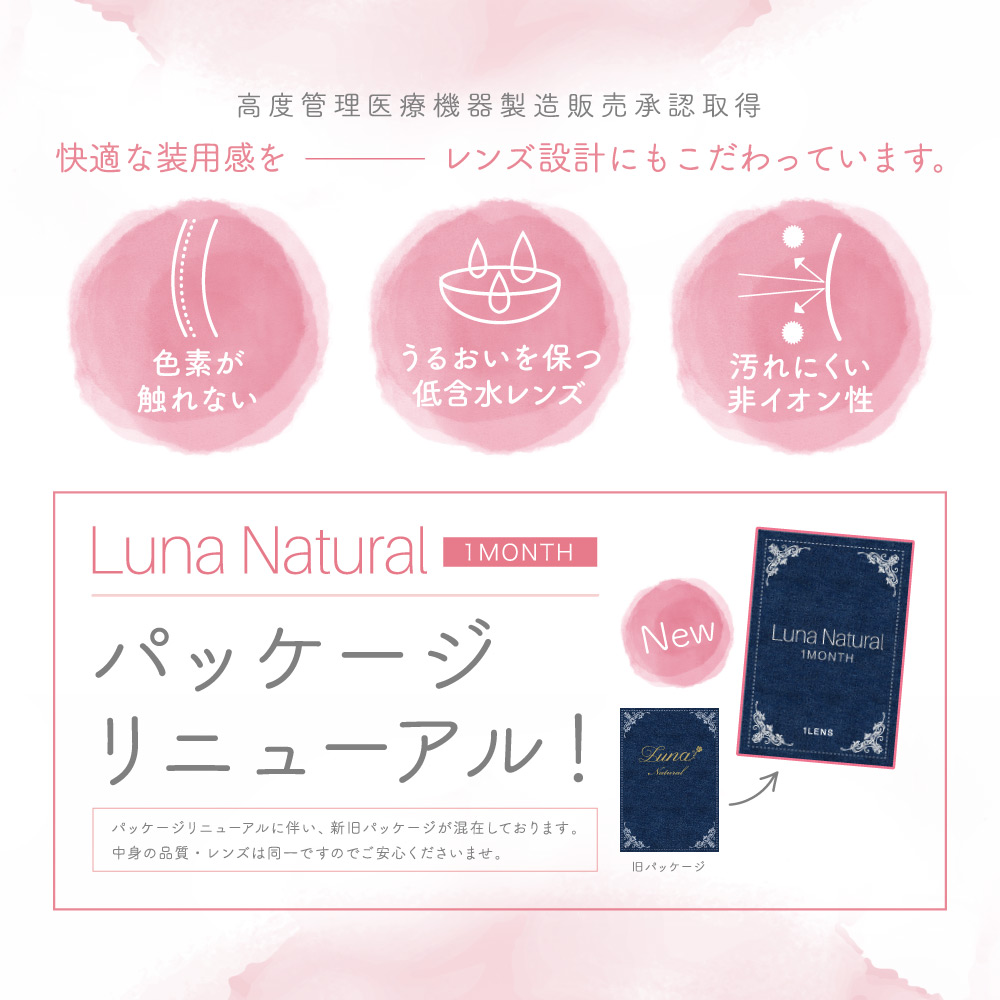 高度管理医療機器製造販売承認取得
快適な装用感を ―――― レンズ設計にもこだわっています。
色素が
触れない
うるおいを保つ
低含水レンズ
汚れにくい
非イオン性
Luna Natural 1MONTH
パッケージ
リニューアル！
パッケージリニューアルに伴い、新旧パッケージが混在しております。
中身の品質・レンズは同一ですのでご安心くださいませ。
New
Luna Natural
1MONTH
1LENS
Luna
Natural
旧パッケージ